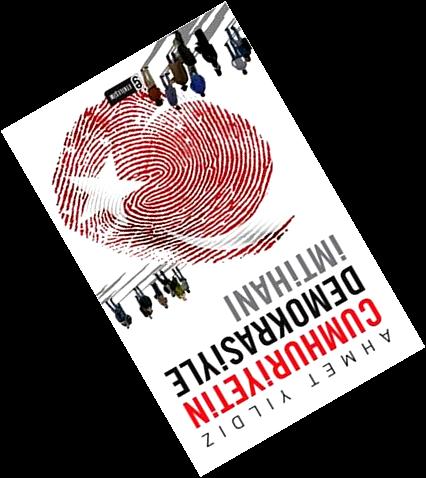 AHMET YILDIZ
CUMHURİYETİN
DEMOKRASİYLE
İMTİHANI